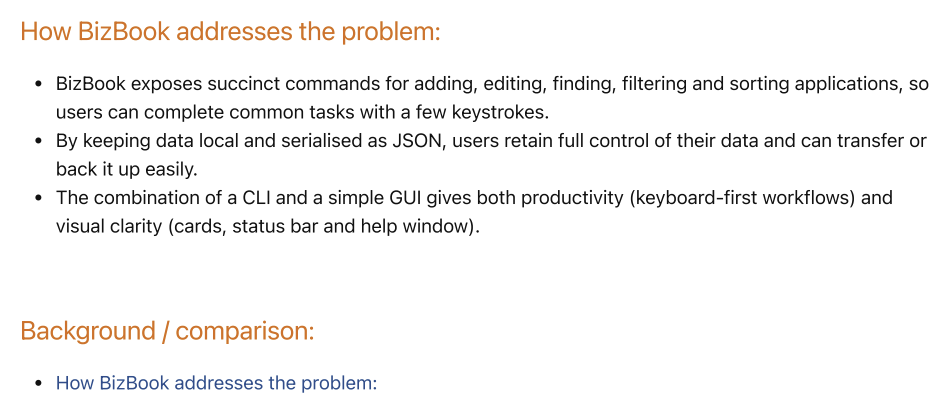 How BizBook addresses the problem:
• BizBook exposes succinct commands for adding, editing, finding, filtering and sorting applications, so
users can complete common tasks with a few keystrokes.
• By keeping data local and serialised as JSON, users retain full control of their data and can transfer or
back it up easily.
• The combination of a CLI and a simple GUI gives both productivity (keyboard-first workflows) and
visual clarity (cards, status bar and help window).
Background / comparison:
• How BizBook addresses the problem: